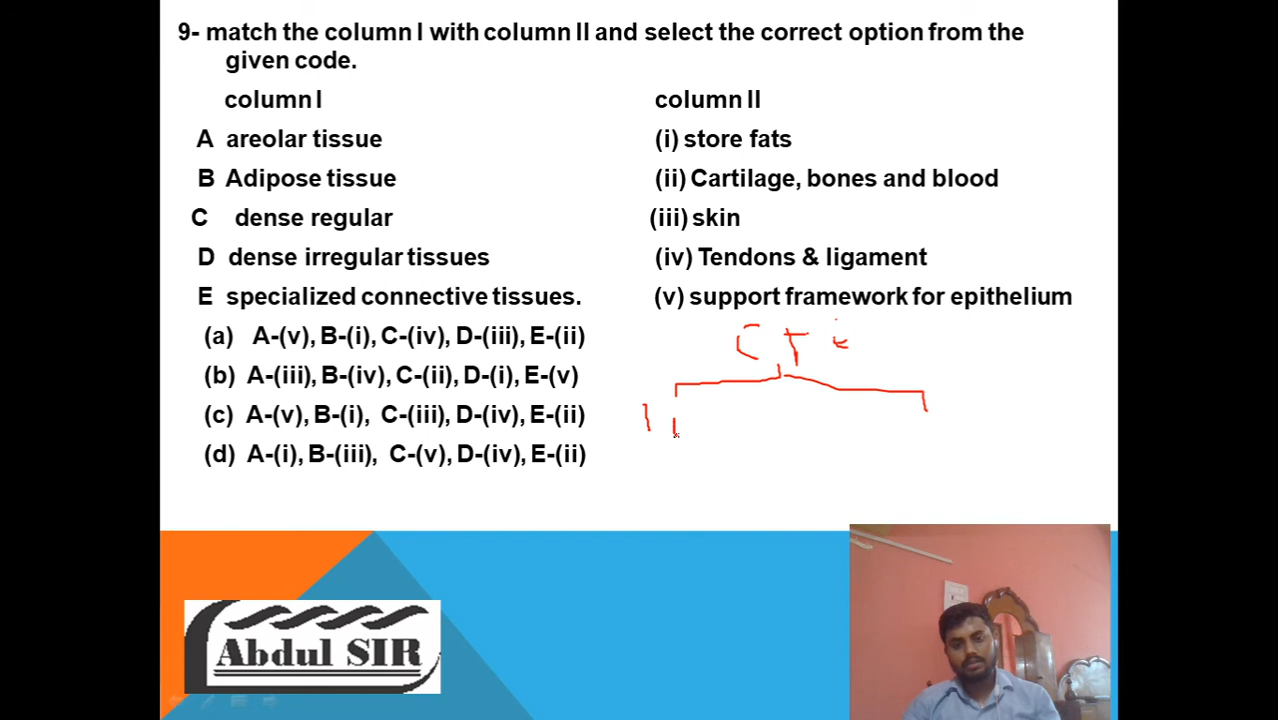 9- match the column I with column II and select the correct option from the
given code.
column I column II
A areolar tissue (i) store fats
B Adipose tissue (ii) Cartilage, bones and blood
C dense regular (iii) skin
D dense irregular tissues (iv) Tendons & ligament
E specialized connective tissues. (v) support framework for epithelium
(a) A-(v), B-(i), C-(iv), D-(iii), E-(ii)
(b) A-(iii), B-(iv), C-(ii), D-(i), E-(v)
(c) A-(v), B-(i), C-(iii), D-(iv), E-(ii)
(d) A-(i), B-(iii), C-(v), D-(iv), E-(ii)
Abdul SIR